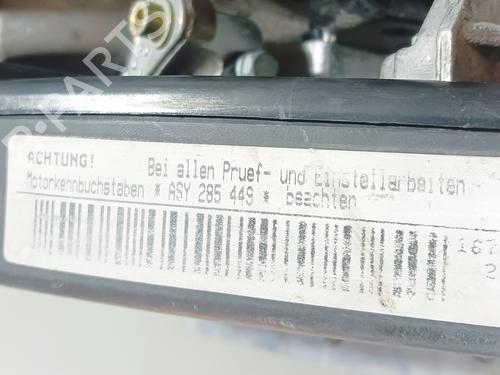 B-PARTS
ACHTUNG!
Bei allen Pruef- und Einstellarbeiten
Motorkennbuchstaben * ASY 285 449 * beachten